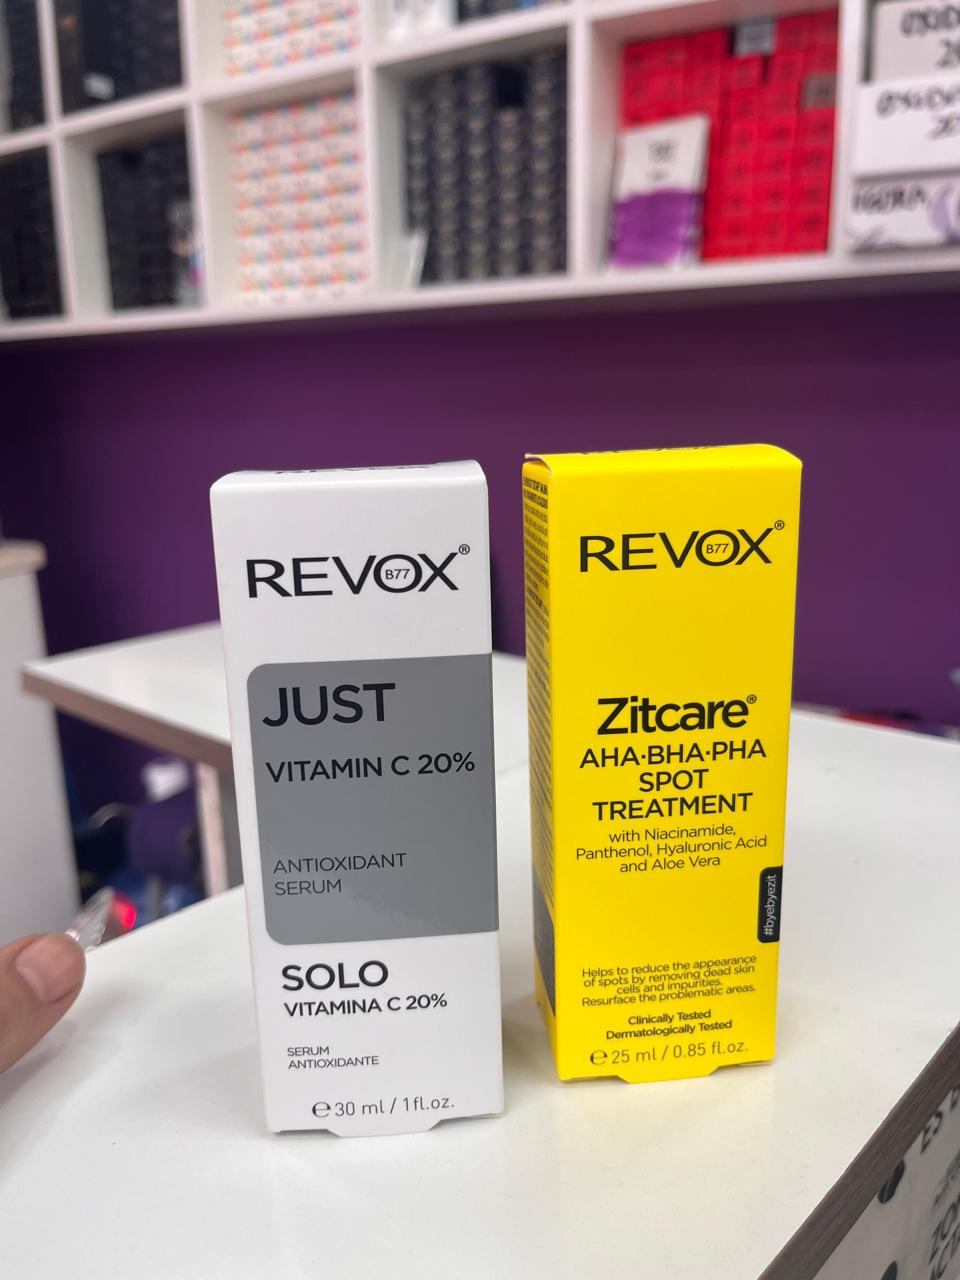 REVOX®
B77
JUST
VITAMIN C 20%
ANTIOXIDANT
SERUM
SOLO
VITAMINA C 20%
SERUM
ANTIOXIDANTE
℮ 30 ml / 1fl.oz.
REVOX®
B77
Zitcare®
AHA·BHA·PHA
SPOT
TREATMENT
with Niacinamide,
Panthenol, Hyaluronic Acid
and Aloe Vera
#byebyezit
Helps to reduce the appearance
of spots by removing dead skin
cells and impurities.
Resurface the problematic areas.
Clinically Tested
Dermatologically Tested
℮ 25 ml / 0.85 fl.oz.